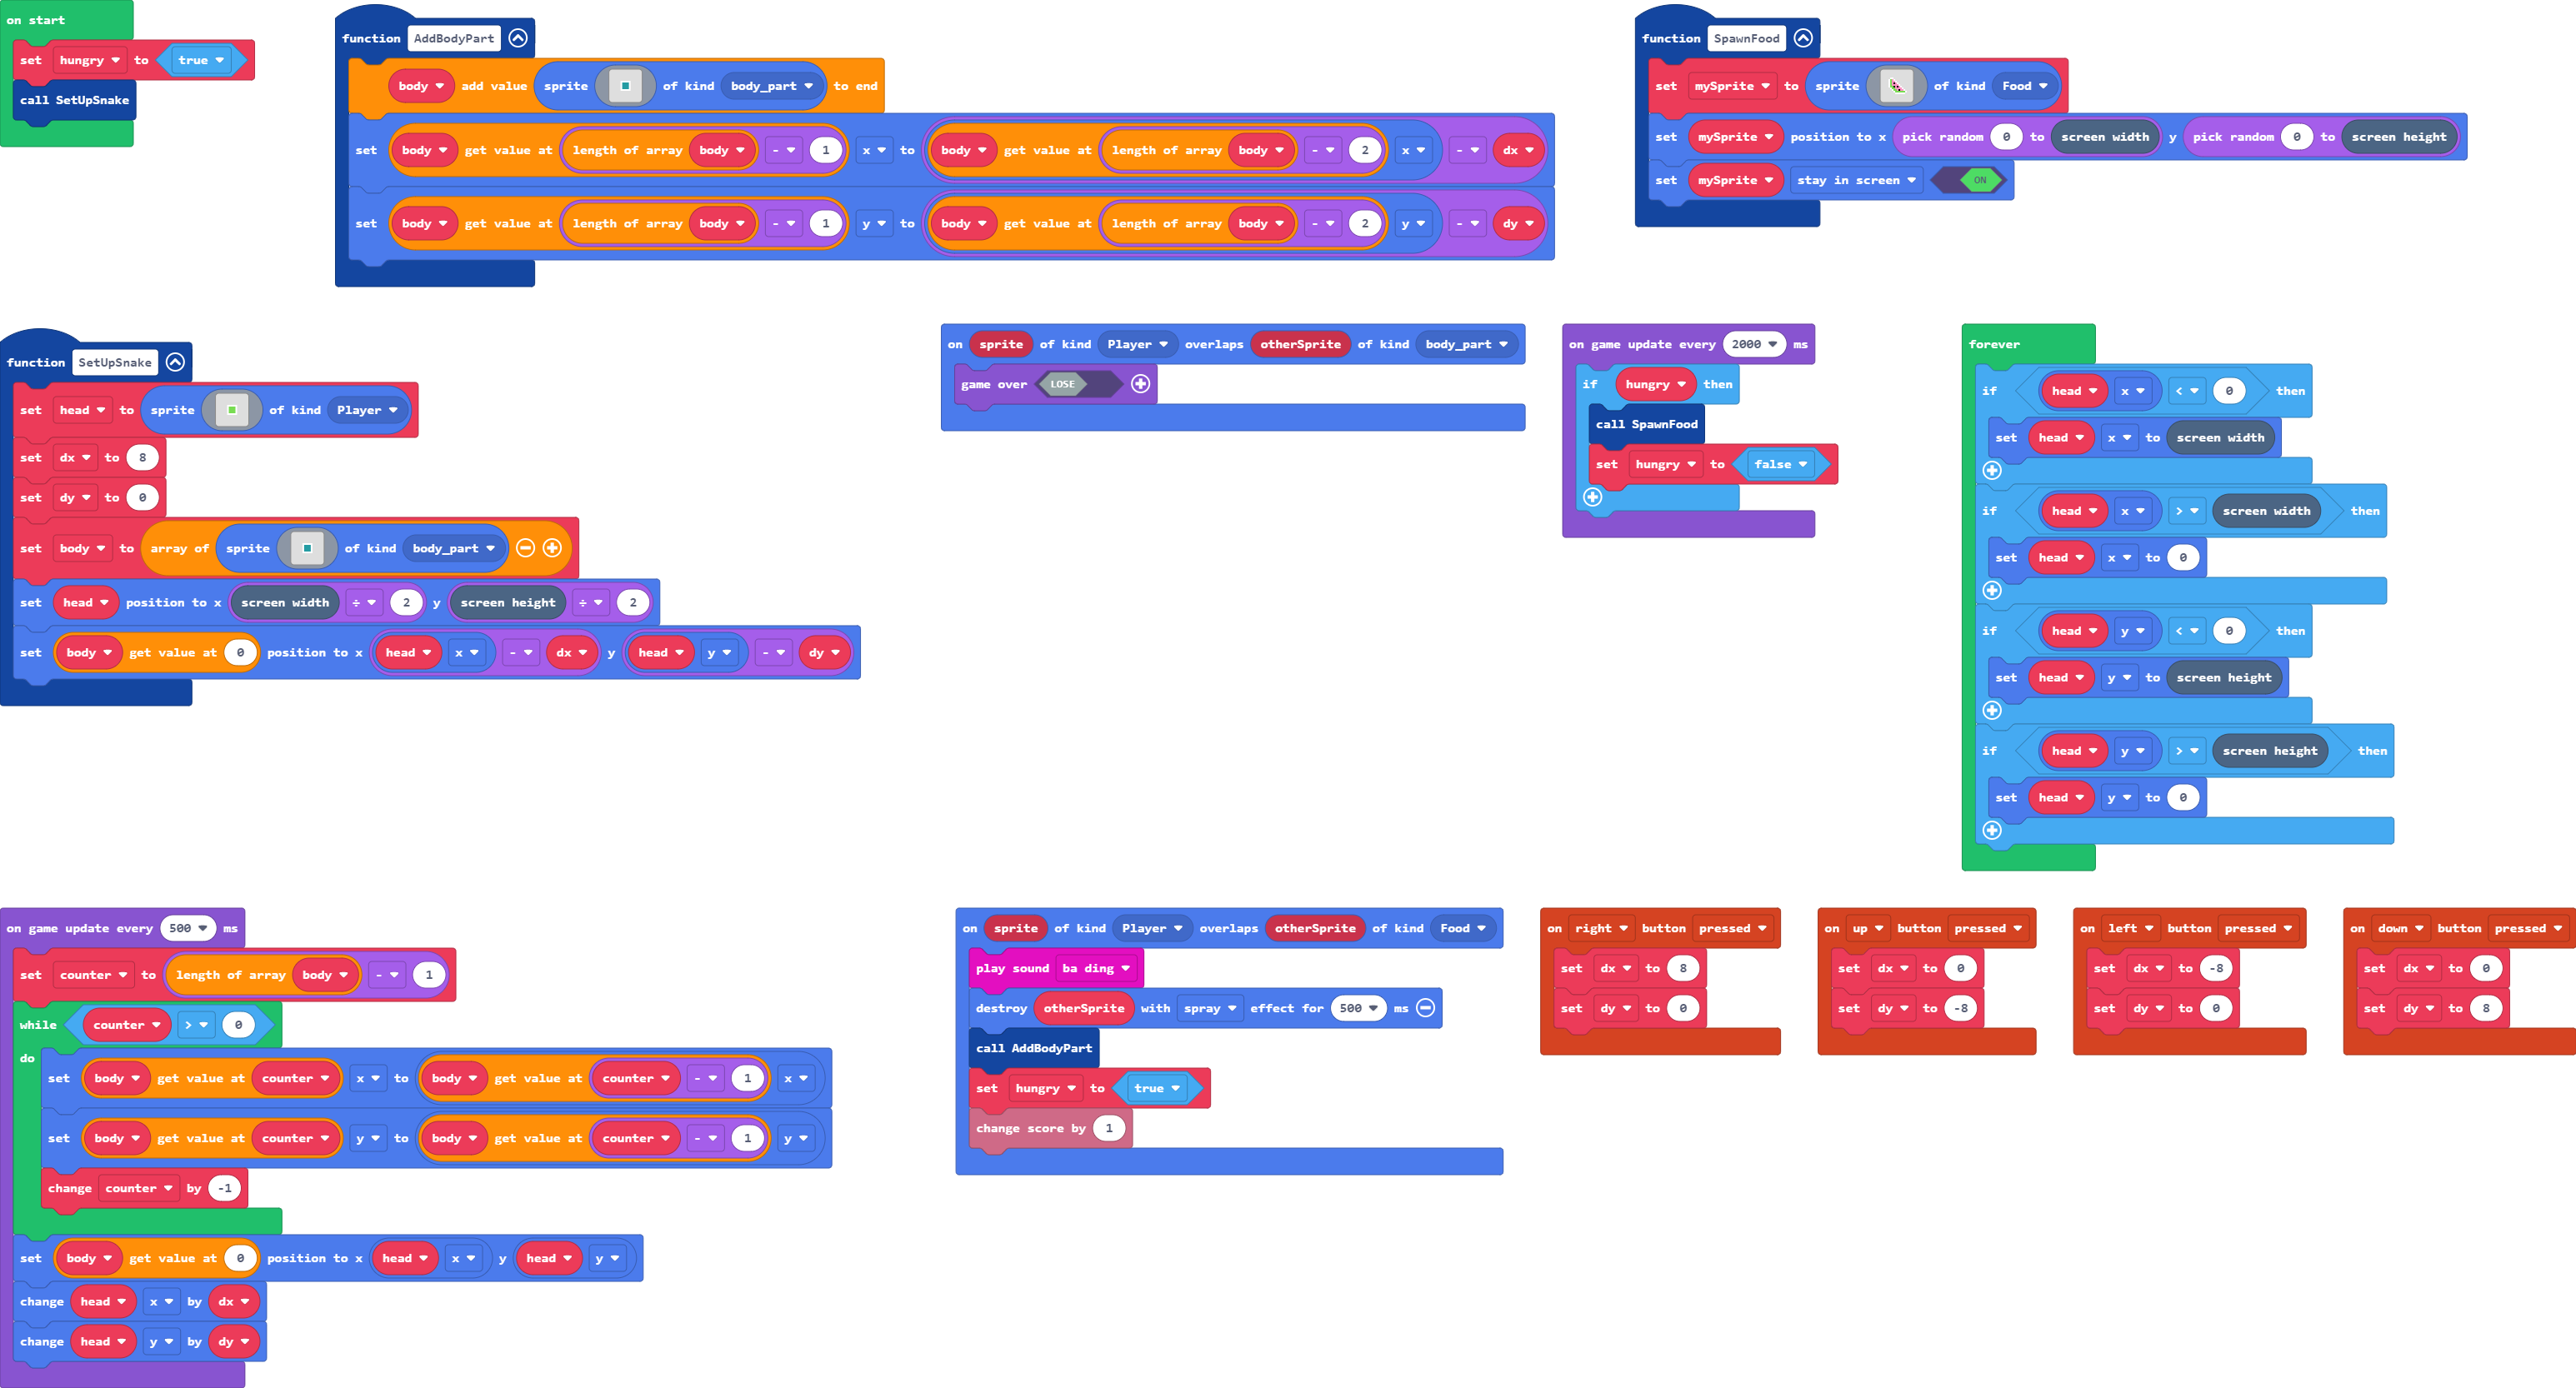 on start
set hungry to true
call SetUpSnake
function AddBodyPart
body add value sprite of kind body_part to end
set body get value at length of array body - 1 x to body get value at length of array body - 2 x - dx
set body get value at length of array body - 1 y to body get value at length of array body - 2 y - dy
function SpawnFood
set mySprite to sprite of kind Food
set mySprite position to x pick random 0 to screen width y pick random 0 to screen height
set mySprite stay in screen ON
function SetUpSnake
set head to sprite of kind Player
set dx to 8
set dy to 0
set body to array of sprite of kind body_part
set head position to x screen width ÷ 2 y screen height ÷ 2
set body get value at 0 position to x head x - dx y head y - dy
on sprite of kind Player overlaps otherSprite of kind body_part
game over LOSE
on game update every 2000 ms
if hungry then
call SpawnFood
set hungry to false
forever
if head x < 0 then
set head x to screen width
if head x > screen width then
set head x to 0
if head y < 0 then
set head y to screen height
if head y > screen height then
set head y to 0
on game update every 500 ms
set counter to length of array body - 1
while counter > 0
do
set body get value at counter x to body get value at counter - 1 x
set body get value at counter y to body get value at counter - 1 y
change counter by -1
set body get value at 0 position to x head x y head y
change head x by dx
change head y by dy
on sprite of kind Player overlaps otherSprite of kind Food
play sound ba ding
destroy otherSprite with spray effect for 500 ms
call AddBodyPart
set hungry to true
change score by 1
on right button pressed
set dx to 8
set dy to 0
on up button pressed
set dx to 0
set dy to -8
on left button pressed
set dx to -8
set dy to 0
on down button pressed
set dx to 0
set dy to 8